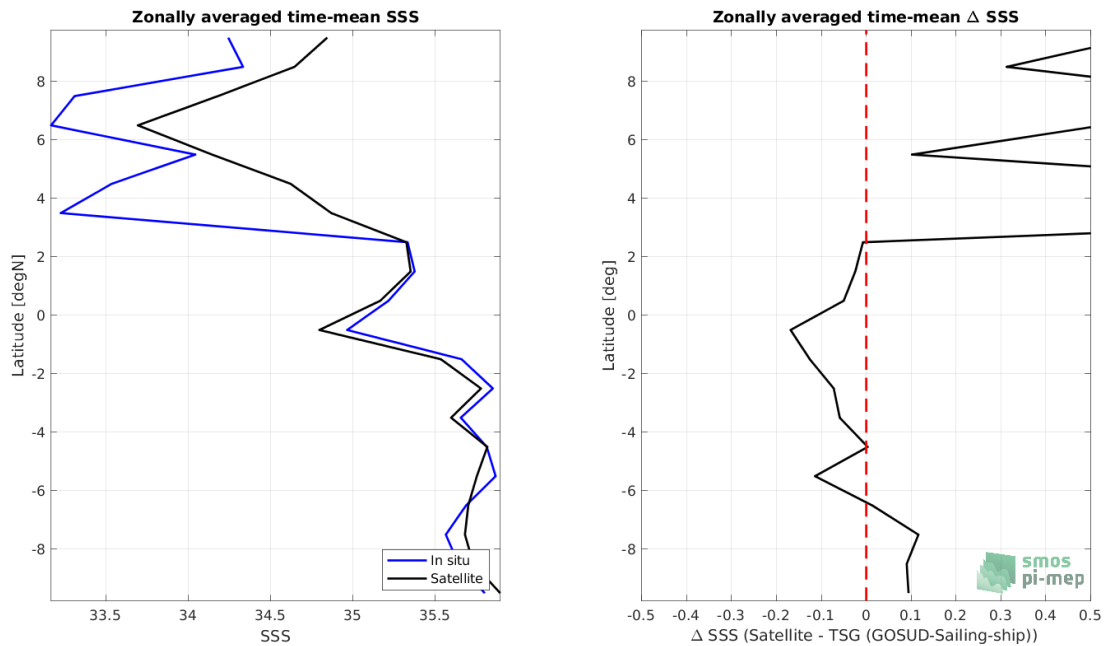 Zonally averaged time-mean SSS
8
6
4
2
0
-2
-4
-6
-8
Latitude [degN]
33.5 34 34.5 35 35.5
SSS
In situ
Satellite
Zonally averaged time-mean Δ SSS
8
6
4
2
0
-2
-4
-6
-8
Latitude [deg]
-0.5 -0.4 -0.3 -0.2 -0.1 0 0.1 0.2 0.3 0.4 0.5
Δ SSS (Satellite - TSG (GOSUD-Sailing-ship))
smos
pi-mep